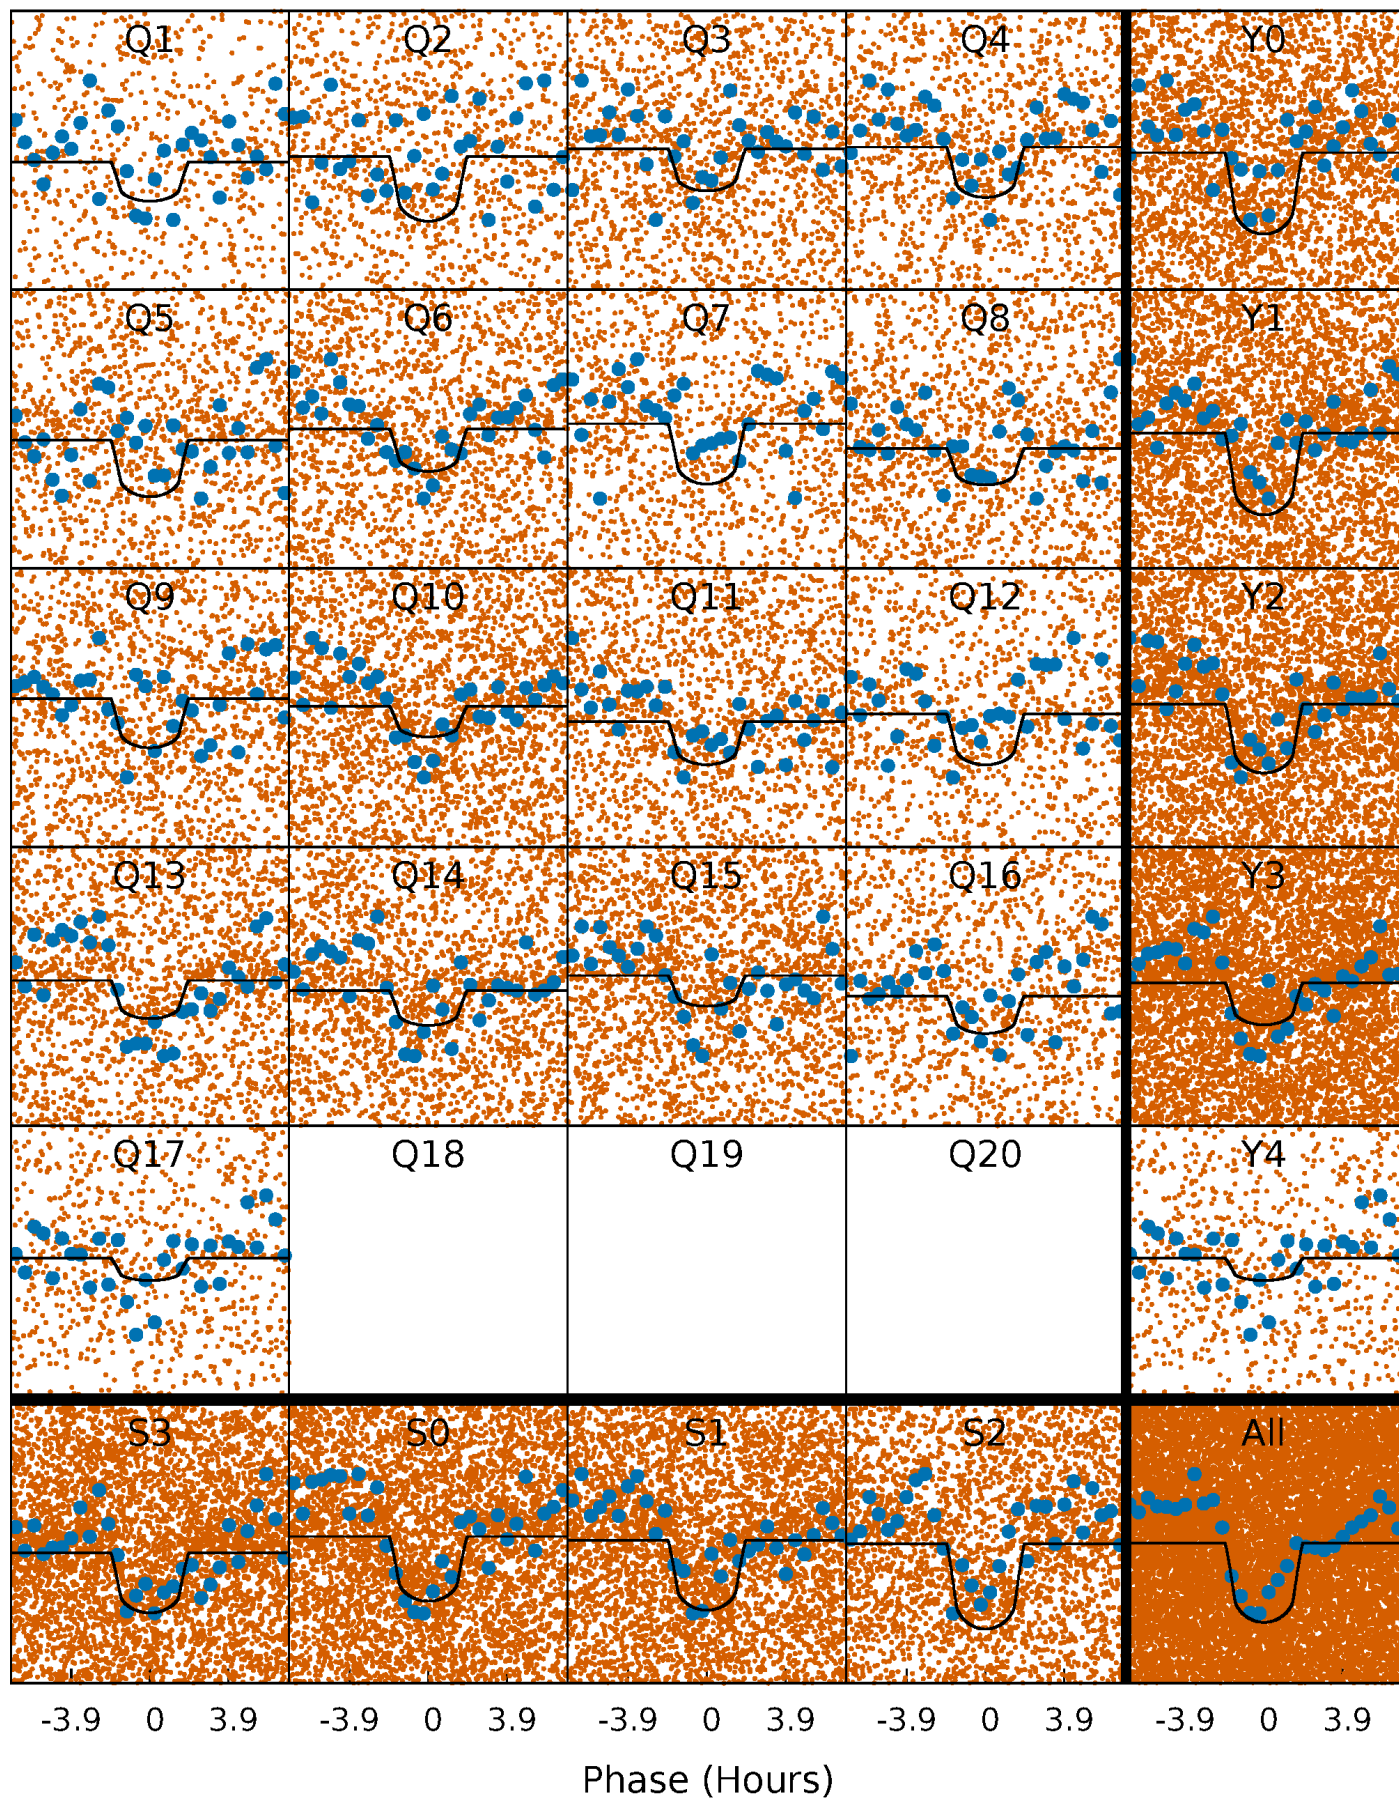 Q1 Q2 Q3 Q4 Y0
Q5 Q6 Q7 Q8 Y1
Q9 Q10 Q11 Q12 Y2
Q13 Q14 Q15 Q16 Y3
Q17 Q18 Q19 Q20 Y4
S3 S0 S1 S2 All
-3.9 0 3.9 -3.9 0 3.9 -3.9 0 3.9 -3.9 0 3.9 -3.9 0 3.9
Phase (Hours)